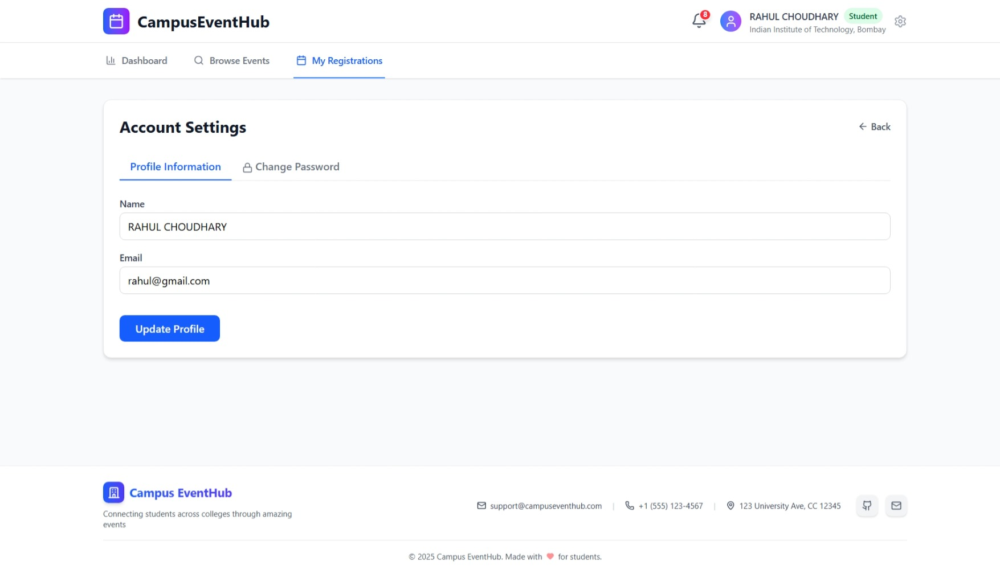 CampusEventHub
8
RAHUL CHOUDHARY Student
Indian Institute of Technology, Bombay
Dashboard Browse Events My Registrations
Account Settings
Back
Profile Information Change Password
Name
RAHUL CHOUDHARY
Email
rahul@gmail.com
Update Profile
Campus EventHub
Connecting students across colleges through amazing
events
support@campuseventhub.com | +1 (555) 123-4567 | 123 University Ave, CC 12345
© 2025 Campus EventHub. Made with ❤ for students.